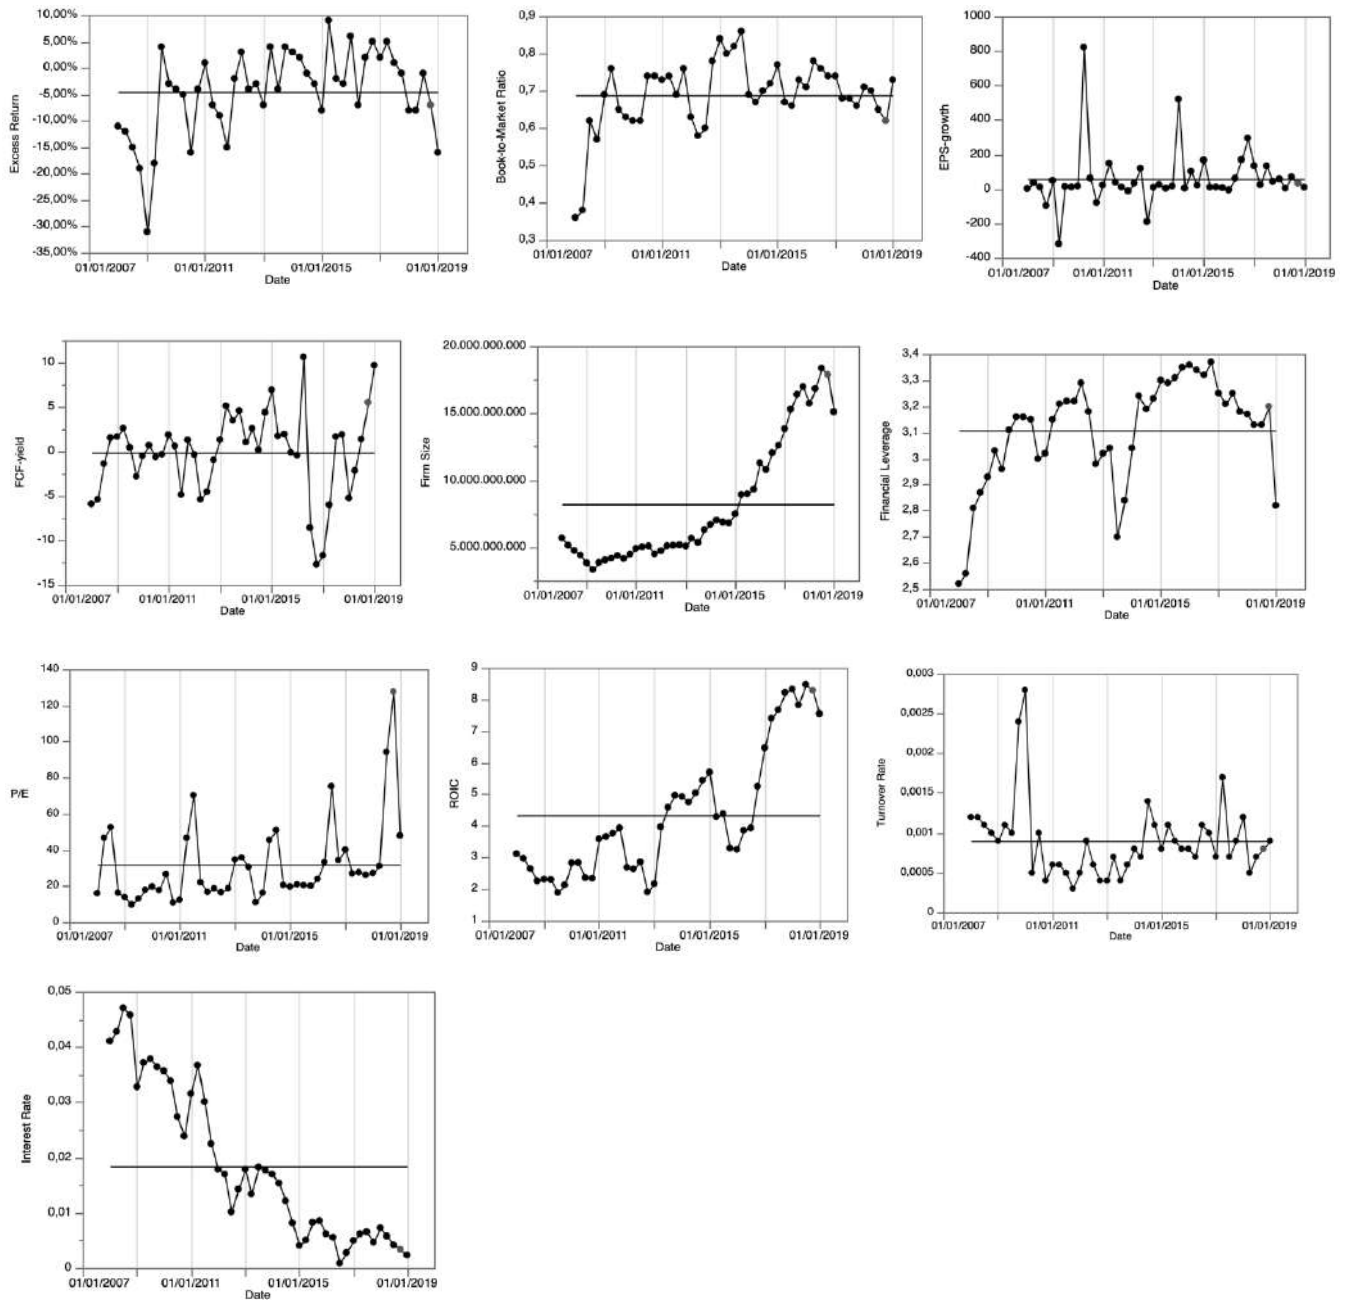 Excess Return
10,00%
5,00%
0,00%
-5,00%
-10,00%
-15,00%
-20,00%
-25,00%
-30,00%
-35,00%
01/01/2007 01/01/2011 01/01/2015 01/01/2019
Date
Book-to-Market Ratio
0,9
0,8
0,7
0,6
0,5
0,4
0,3
01/01/2007 01/01/2011 01/01/2015 01/01/2019
Date
EPS-growth
1000
800
600
400
200
0
-200
-400
01/01/2007 01/01/2011 01/01/2015 01/01/2019
Date
FCF-yield
10
5
0
-5
-10
-15
01/01/2007 01/01/2011 01/01/2015 01/01/2019
Date
Firm Size
20.000.000.000
15.000.000.000
10.000.000.000
5.000.000.000
01/01/2007 01/01/2011 01/01/2015 01/01/2019
Date
Financial Leverage
3,4
3,3
3,2
3,1
3
2,9
2,8
2,7
2,6
2,5
01/01/2007 01/01/2011 01/01/2015 01/01/2019
Date
P/E
140
120
100
80
60
40
20
0
01/01/2007 01/01/2011 01/01/2015 01/01/2019
Date
ROIC
9
8
7
6
5
4
3
2
1
01/01/2007 01/01/2011 01/01/2015 01/01/2019
Date
Turnover Rate
0,003
0,0025
0,002
0,0015
0,001
0,0005
0
01/01/2007 01/01/2011 01/01/2015 01/01/2019
Date
Interest Rate
0,05
0,04
0,03
0,02
0,01
0
01/01/2007 01/01/2011 01/01/2015 01/01/2019
Date